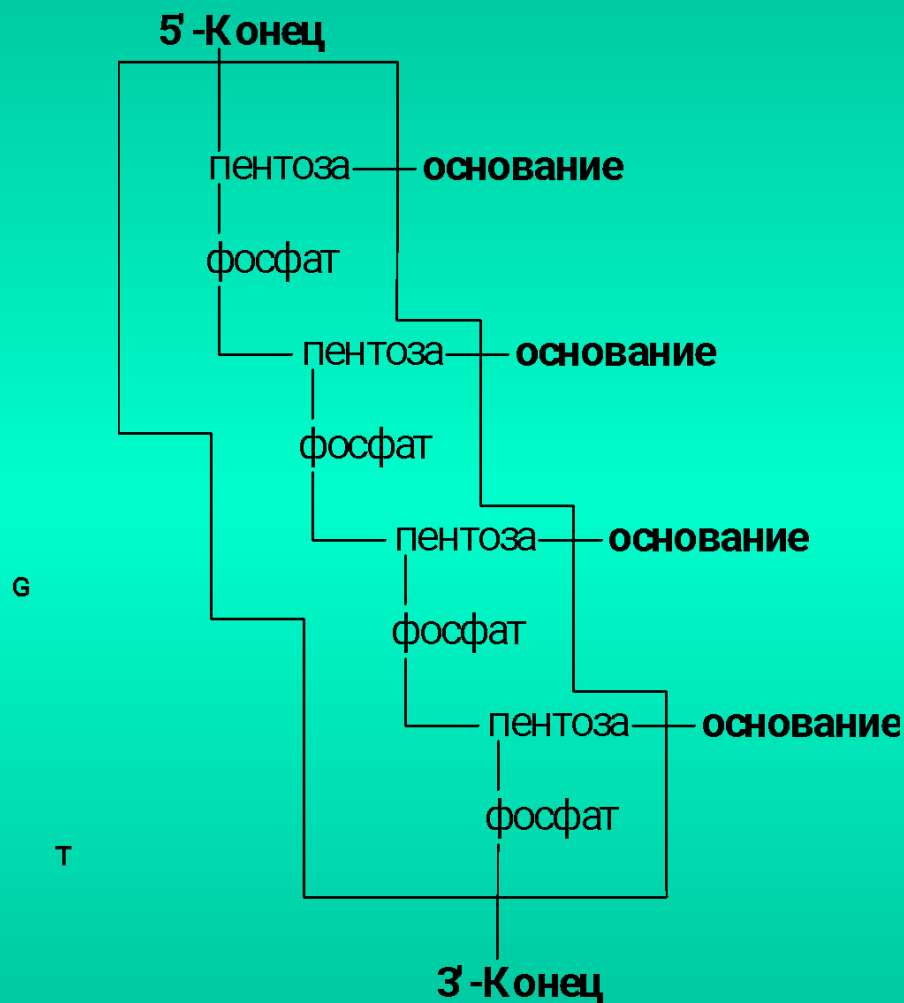 5'-Конец
пентоза основание
фосфат
пентоза основание
фосфат
пентоза основание
G
фосфат
пентоза основание
фосфат
T
3'-Конец